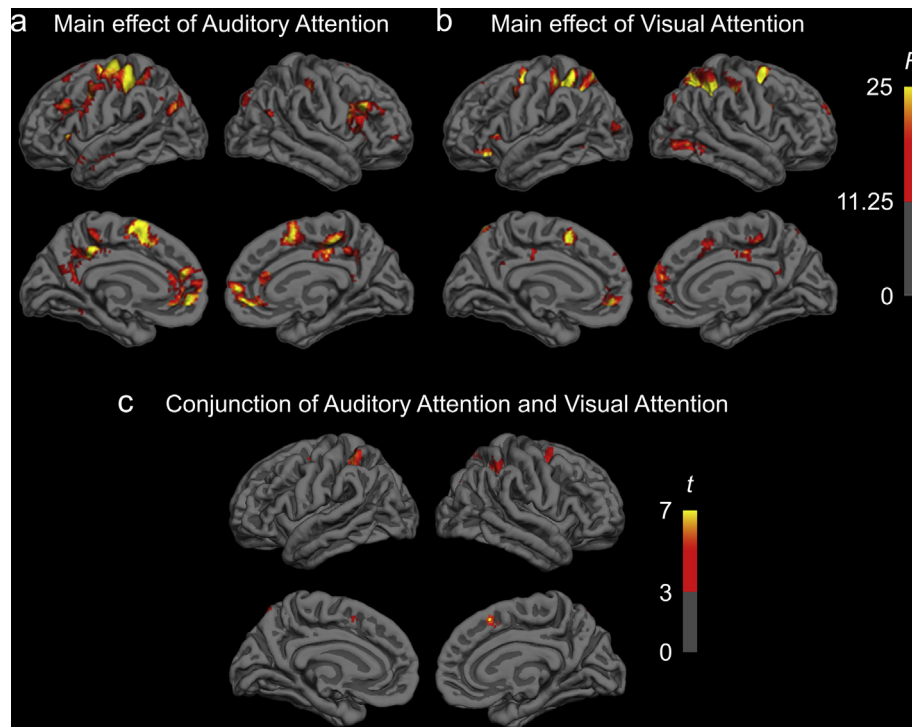 a Main effect of Auditory Attention
b Main effect of Visual Attention
F
25
11.25
0
c Conjunction of Auditory Attention and Visual Attention
t
7
3
0